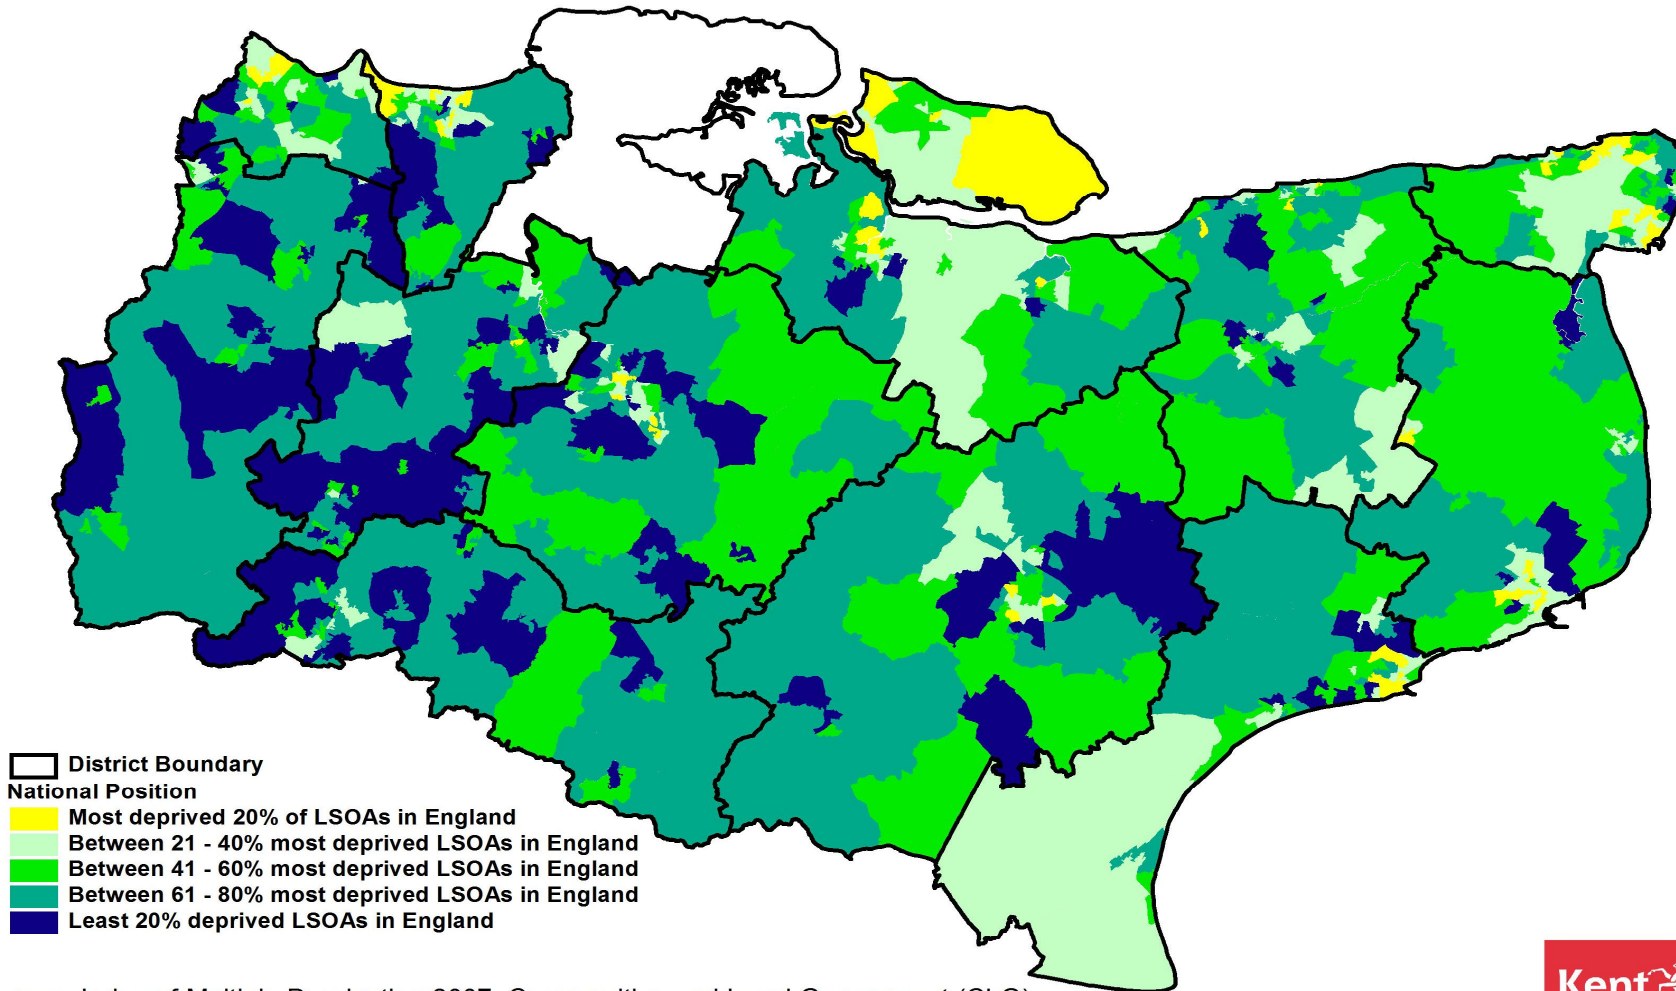 District Boundary
National Position
Most deprived 20% of LSOAs in England
Between 21 - 40% most deprived LSOAs in England
Between 41 - 60% most deprived LSOAs in England
Between 61 - 80% most deprived LSOAs in England
Least 20% deprived LSOAs in England
Kent